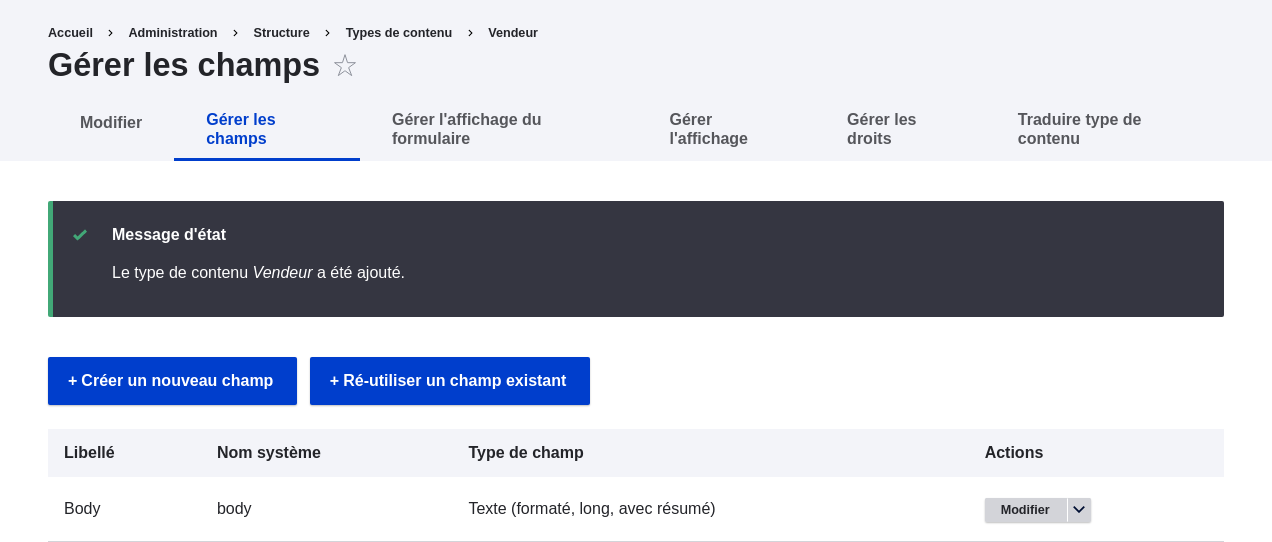 Accueil > Administration > Structure > Types de contenu > Vendeur
Gérer les champs
Modifier
Gérer les
champs
Gérer l'affichage du
formulaire
Gérer
l'affichage
Gérer les
droits
Traduire type de
contenu
Message d'état
Le type de contenu Vendeur a été ajouté.
+ Créer un nouveau champ
+ Ré-utiliser un champ existant
Libellé Nom système Type de champ Actions
Body body Texte (formaté, long, avec résumé) Modifier